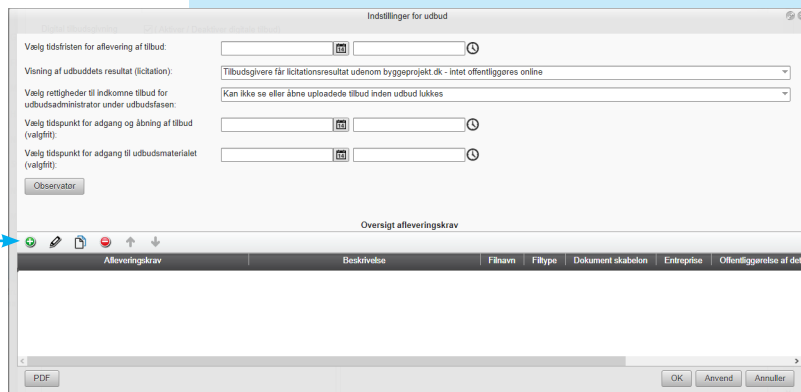 Indstillinger for udbud
Vælg tidsfristen for aflevering af tilbud:
14
Visning af udbuddets resultat (licitation):
Tilbudsgivere får licitationsresultat udenom byggeprojekt.dk - intet offentliggøres online
Vælg rettigheder til indkomne tilbud for
udbudsadministrator under udbudsfasen:
Kan ikke se eller åbne uploadede tilbud inden udbud lukkes
Vælg tidspunkt for adgang og åbning af tilbud
(valgfrit):
14
Vælg tidspunkt for adgang til udbudsmaterialet
(valgfrit):
14
Observatør
Oversigt afleveringskrav
Afleveringskrav Beskrivelse Filnavn Filtype Dokument skabelon Entreprise Offentliggørelse af det
PDF OK Anvend Annuller